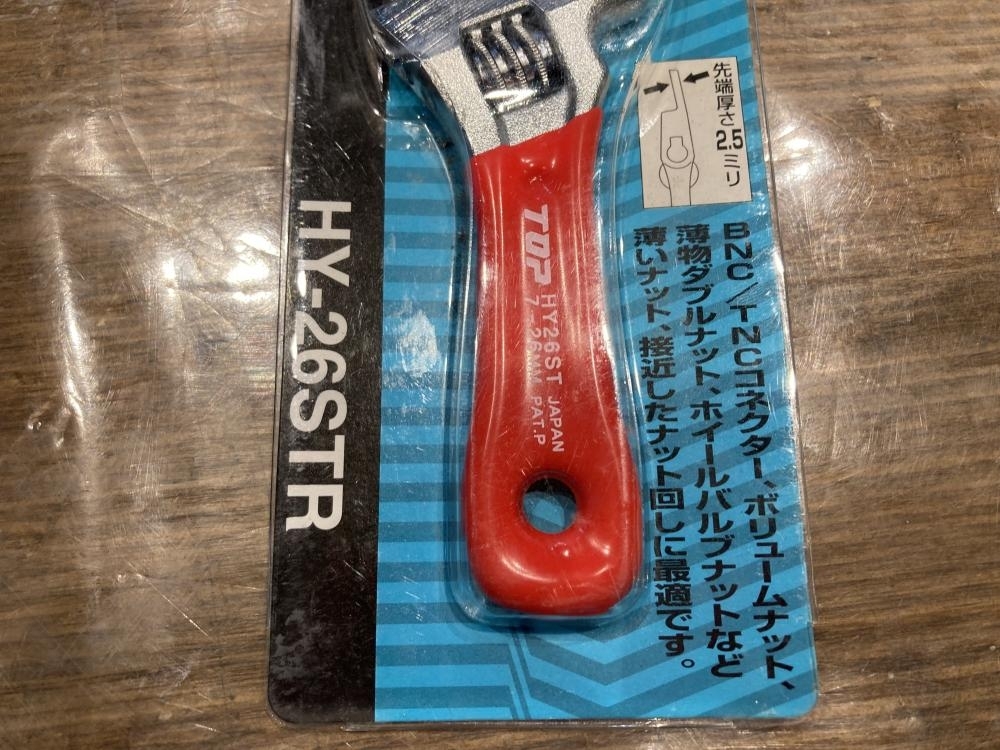 HY-26STR
TOP
HY26ST JAPAN
7-26MM PAT.P
先端厚さ2.5ミリ
BNC/TNCコネクター、ボリュームナット、
薄物ダブルナット、ホイールバルブナットなど
薄いナット、接近したナット回しに最適です。